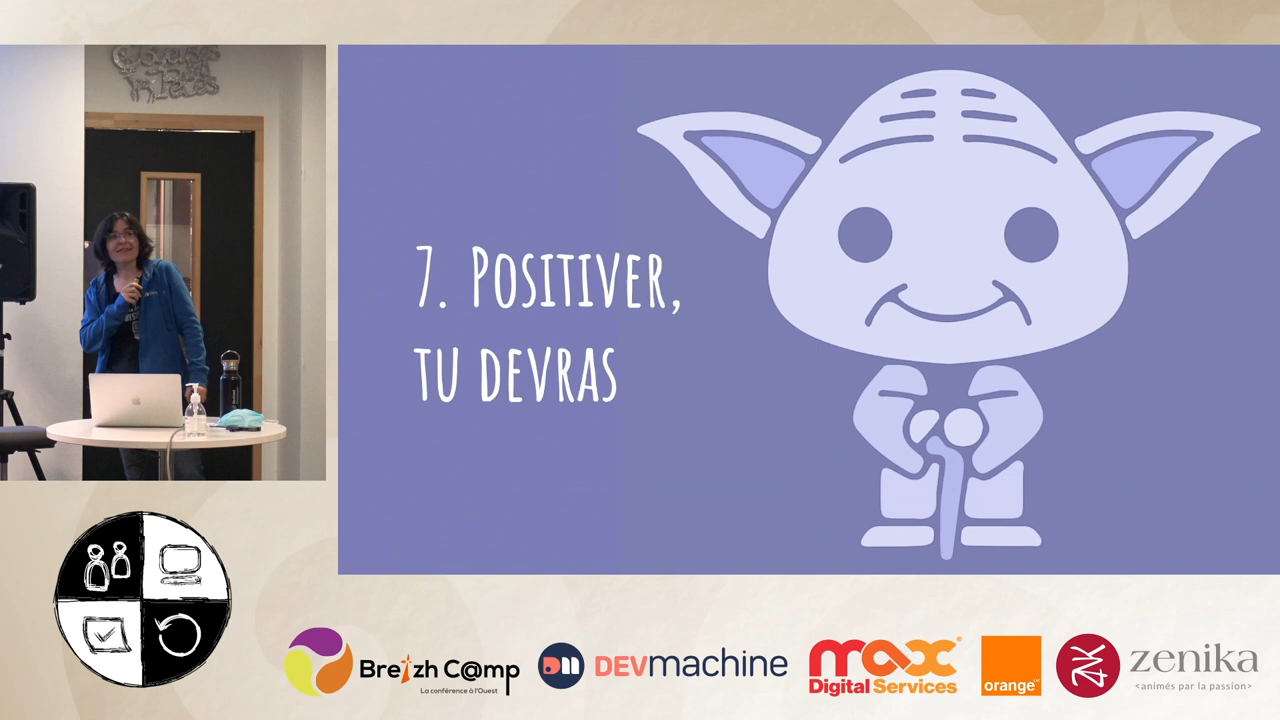 7. Positiver,
tu devras
Breizh C@mp
La conférence à l'Ouest
DEVmachine
max
Digital Services
orange
zenika
<animés par la passion>